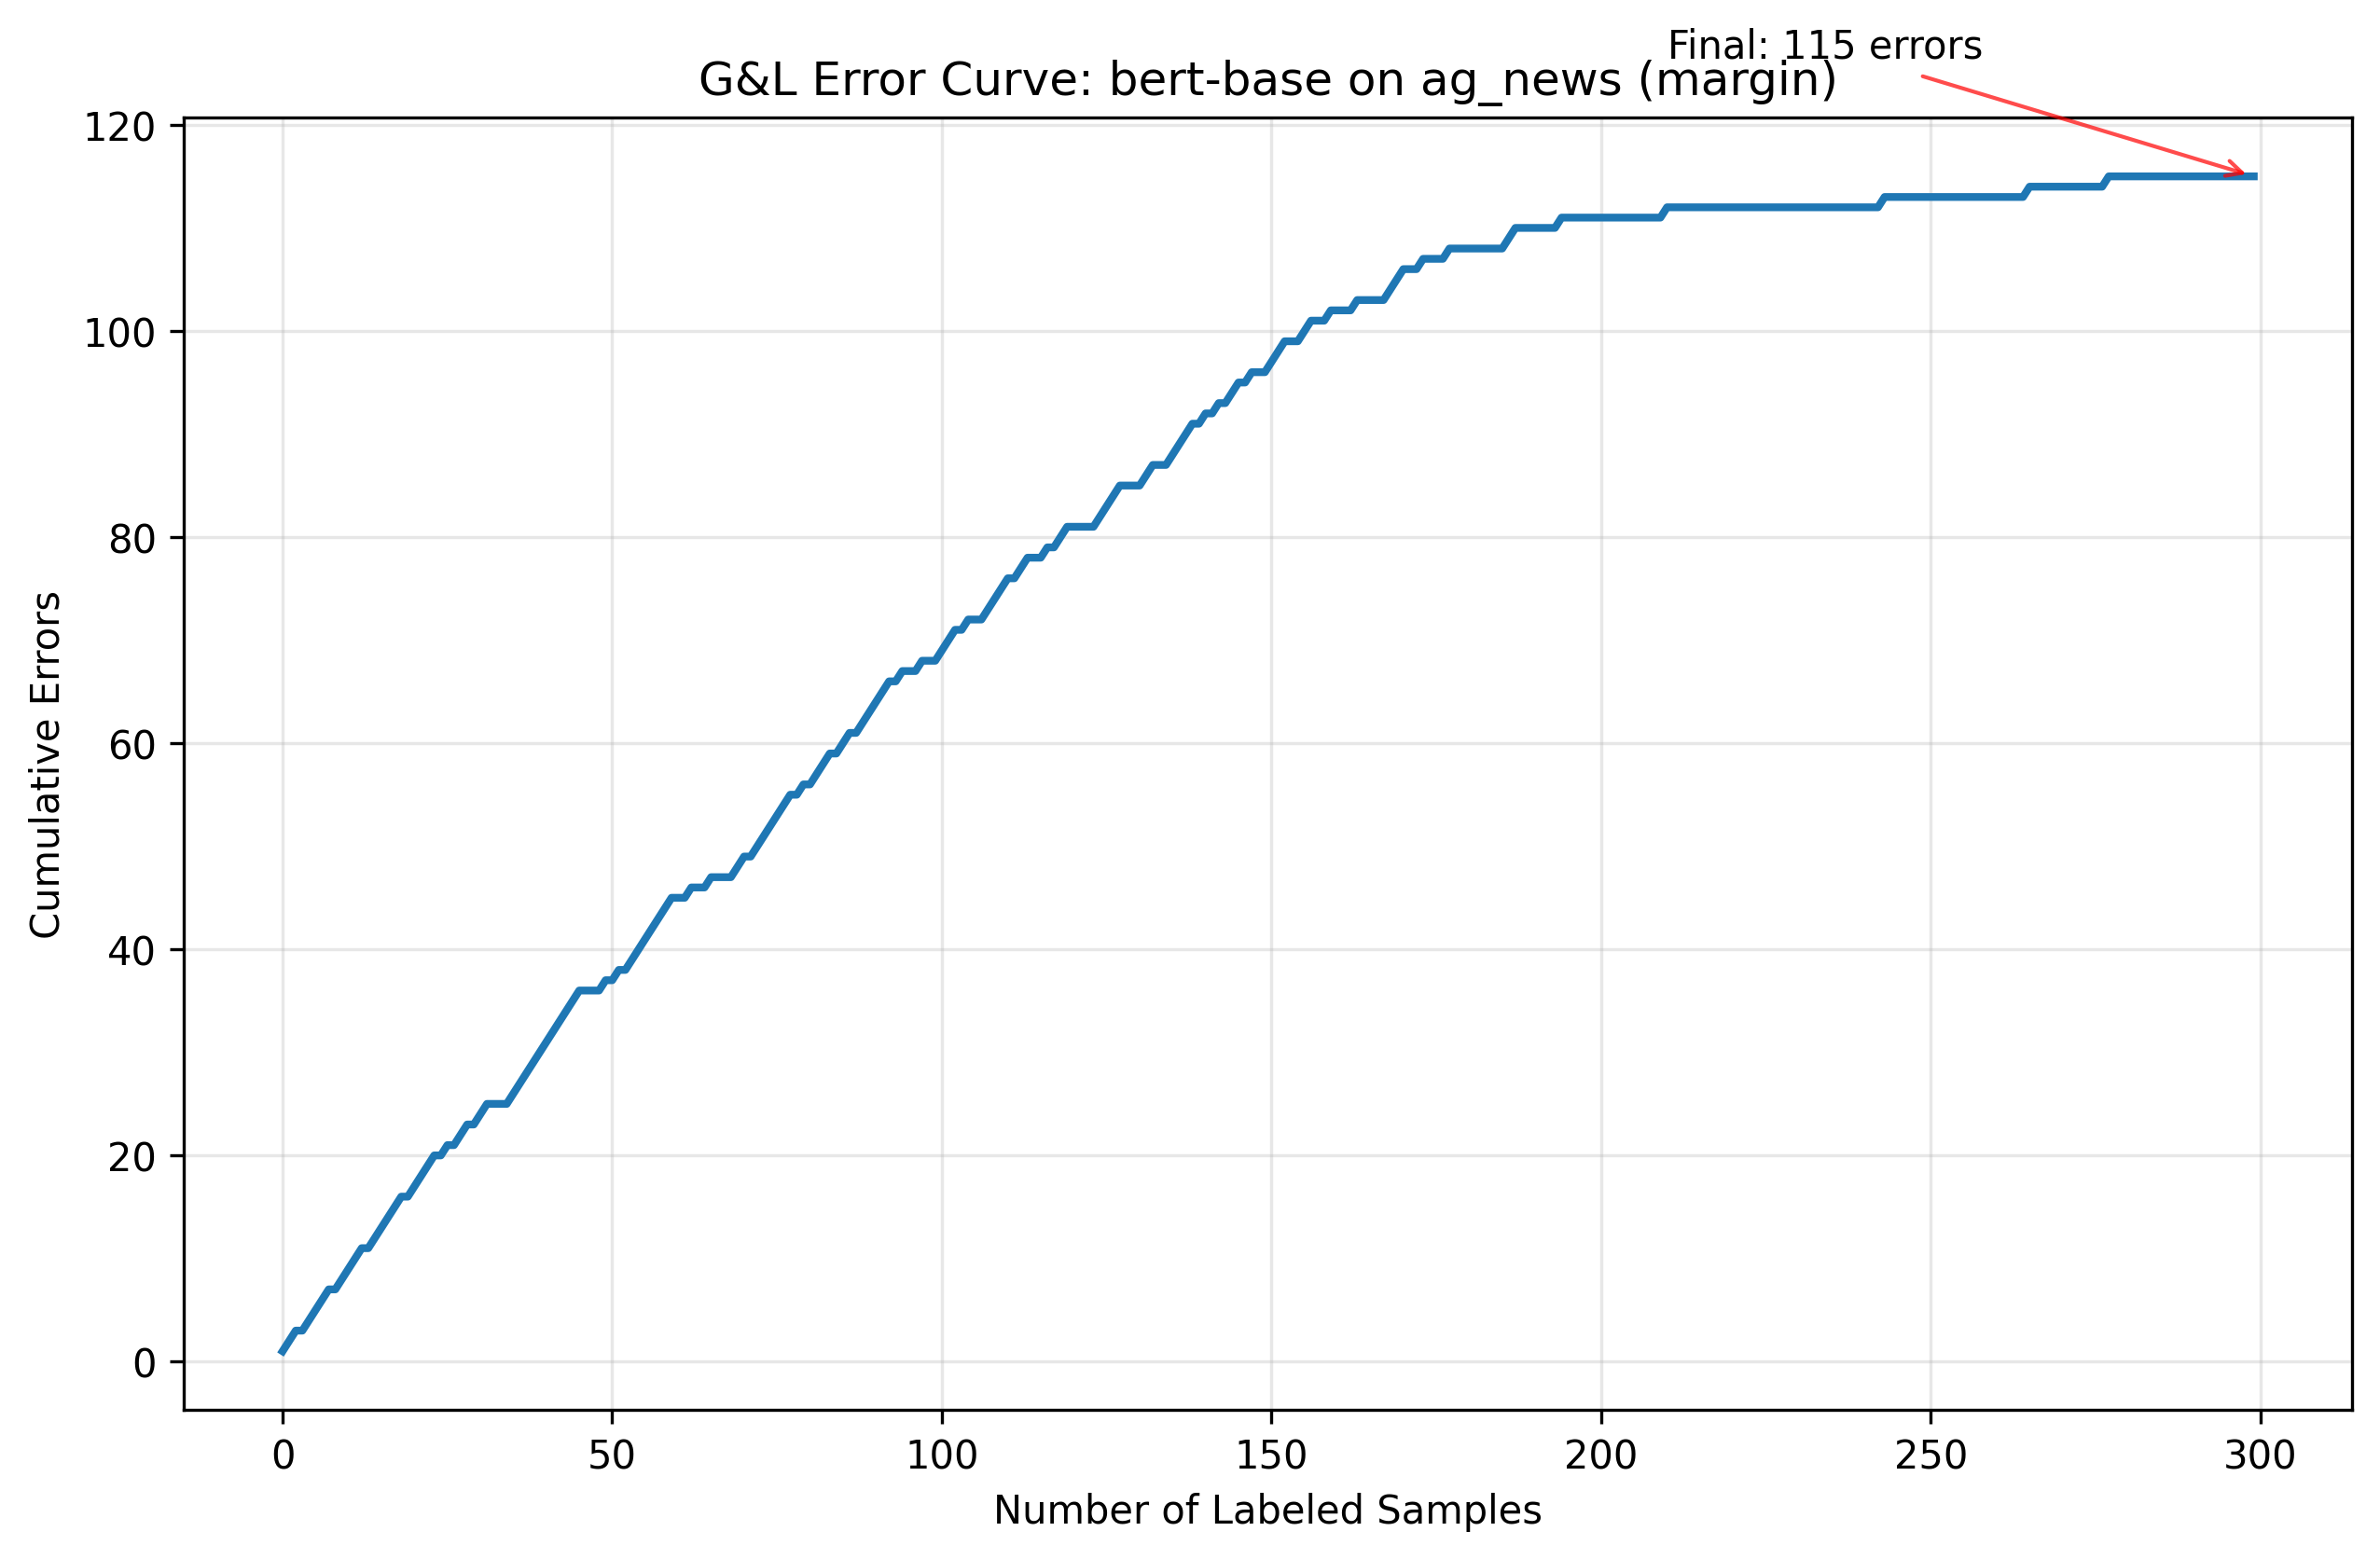 Final: 115 errors
G&L Error Curve: bert-base on ag_news (margin)
120
100
80
60
40
20
0
Cumulative Errors
0 50 100 150 200 250 300
Number of Labeled Samples